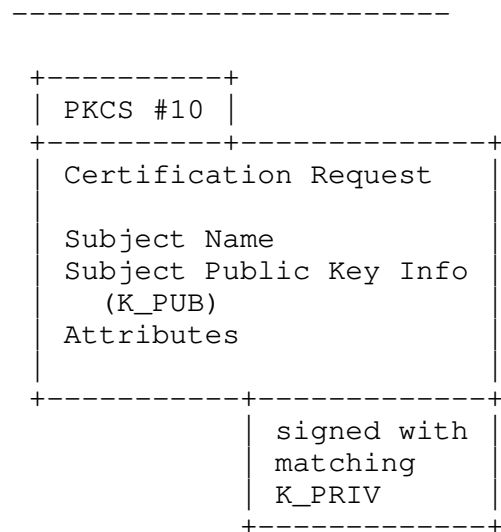 PKCS #10
Certification Request
Subject Name
Subject Public Key Info
(K_PUB)
Attributes
signed with
matching
K_PRIV